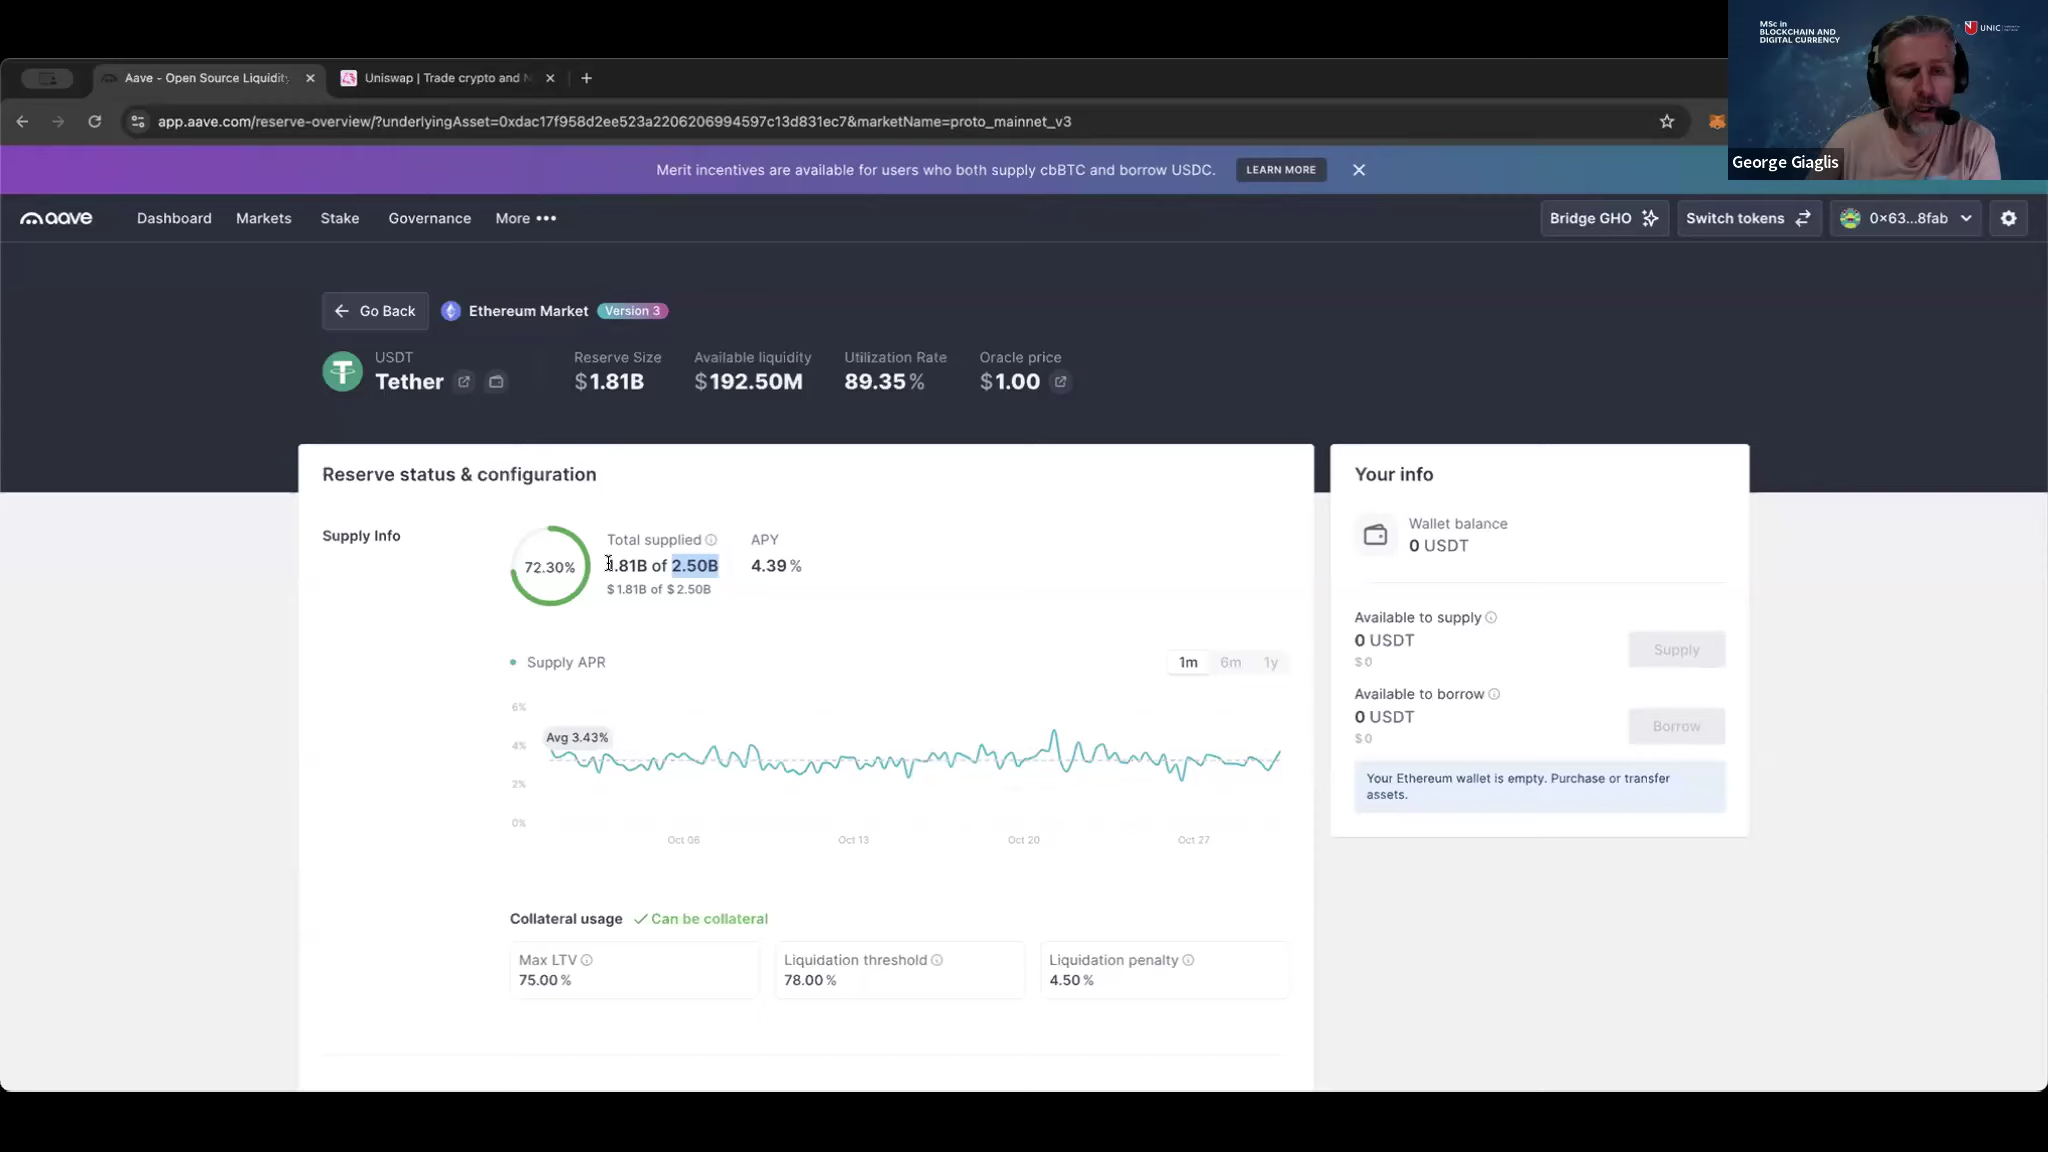 MSc in
BLOCKCHAIN AND
DIGITAL CURRENCY
UNIC
George Giaglis
Aave - Open Source Liquidity
Uniswap | Trade crypto and N
app.aave.com/reserve-overview/?underlyingAsset=0xdac17f958d2ee523a2206206994597c13d831ec7&marketName=proto_mainnet_v3
Merit incentives are available for users who both supply cbBTC and borrow USDC.
LEARN MORE
aave
Dashboard
Markets
Stake
Governance
More
Bridge GHO
Switch tokens
0x63...8fab
Go Back
Ethereum Market
Version 3
USDT
Tether
Reserve Size
$1.81B
Available liquidity
$192.50M
Utilization Rate
89.35 %
Oracle price
$1.00
Reserve status & configuration
Supply Info
72.30%
Total supplied
1.81B of 2.50B
$1.81B of $2.50B
APY
4.39 %
Supply APR
1m
6m
1y
6%
4%
2%
0%
Avg 3.43%
Oct 06
Oct 13
Oct 20
Oct 27
Collateral usage
Can be collateral
Max LTV
75.00 %
Liquidation threshold
78.00 %
Liquidation penalty
4.50 %
Your info
Wallet balance
0 USDT
Available to supply
0 USDT
$0
Supply
Available to borrow
0 USDT
$0
Borrow
Your Ethereum wallet is empty. Purchase or transfer
assets.